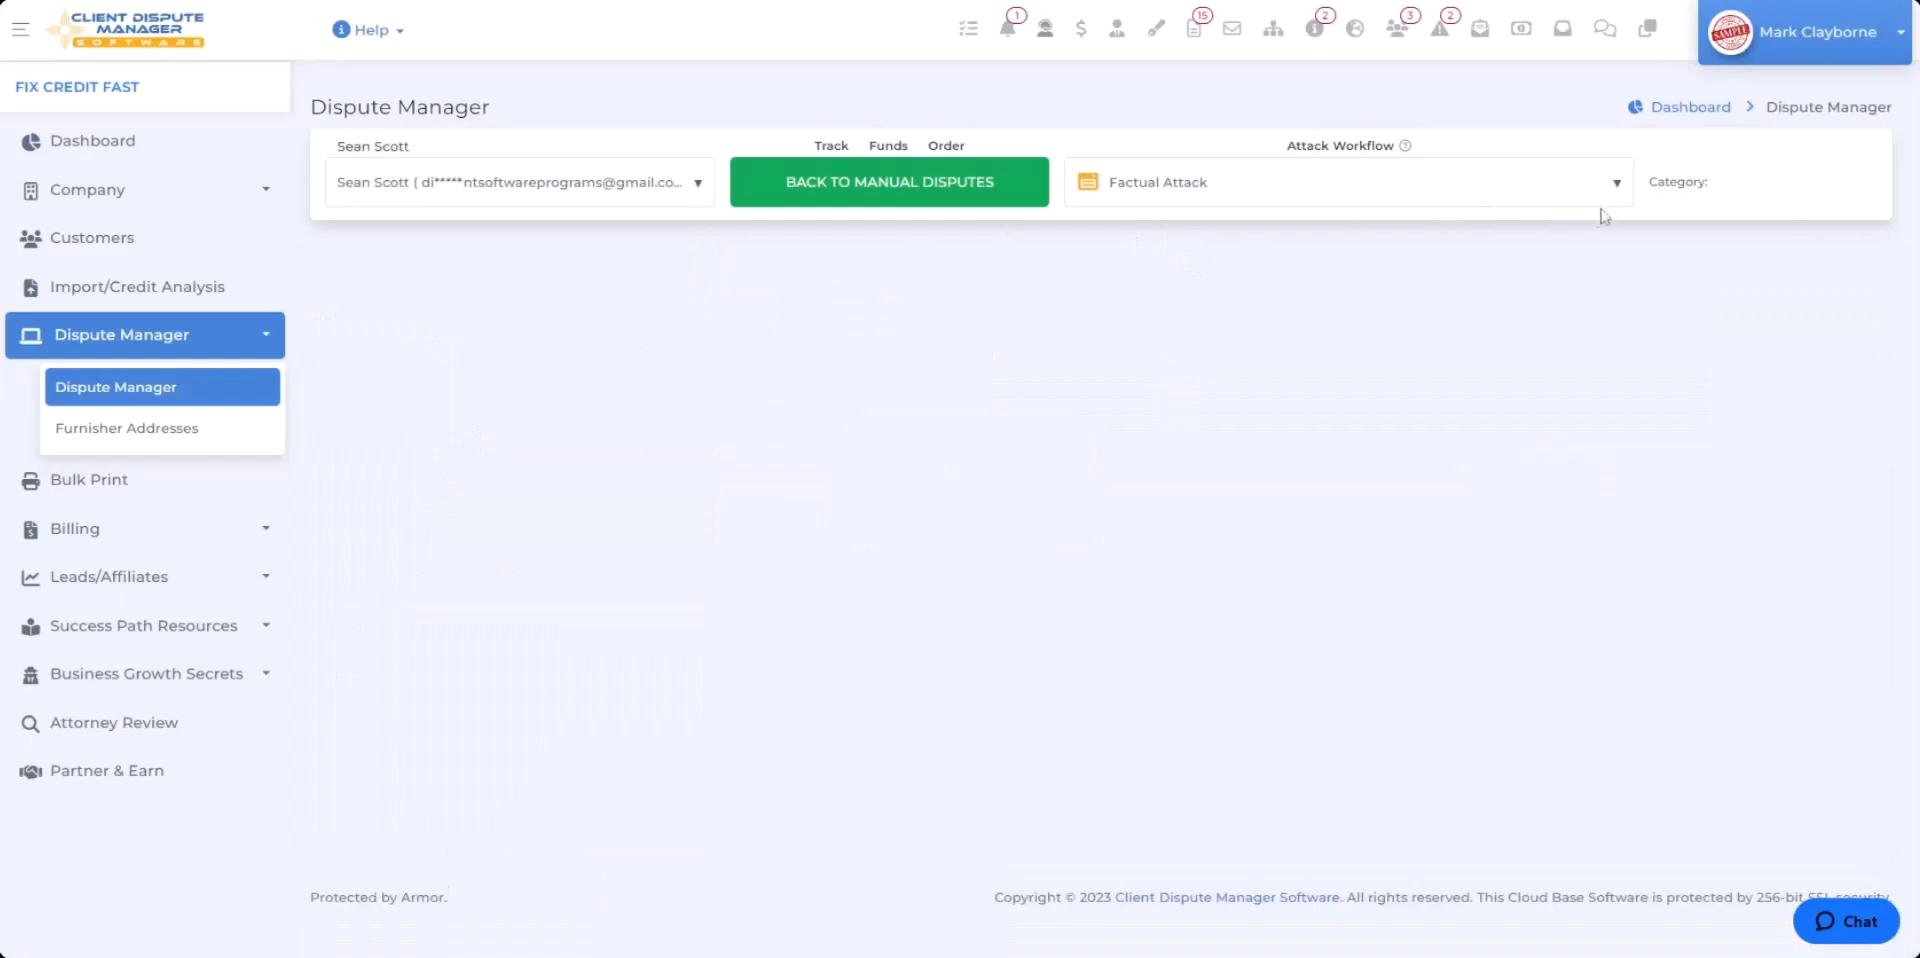 CLIENT DISPUTE
MANAGER
SOFTWARE
Help
1
15
2
3
2
SAMPLE
Mark Clayborne
FIX CREDIT FAST
Dashboard
Company
Customers
Import/Credit Analysis
Dispute Manager
Dispute Manager
Furnisher Addresses
Bulk Print
Billing
Leads/Affiliates
Success Path Resources
Business Growth Secrets
Attorney Review
Partner & Earn
Dispute Manager
Dashboard > Dispute Manager
Sean Scott
Sean Scott ( di*****ntsoftwareprograms@gmail.co...
Track Funds Order
BACK TO MANUAL DISPUTES
Attack Workflow
Factual Attack
Category:
Protected by Armor.
Copyright © 2023 Client Dispute Manager Software. All rights reserved. This Cloud Base Software is protected by 256-bit SSL security.
Chat